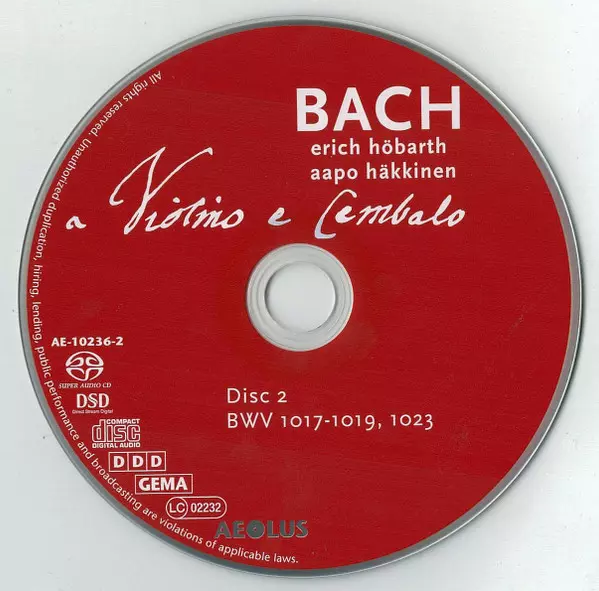 BACH
erich höbarth
aapo häkkinen
a Violino e Cembalo
AE-10236-2
SUPER AUDIO CD
DSD
Direct Stream Digital
COMPACT
disc
DIGITAL AUDIO
DDD
GEMA
LC 02232
Disc 2
BWV 1017-1019, 1023
AEOLUS
All rights reserved. Unauthorized duplication, hiring, lending, public performance and broadcasting are violations of applicable laws.